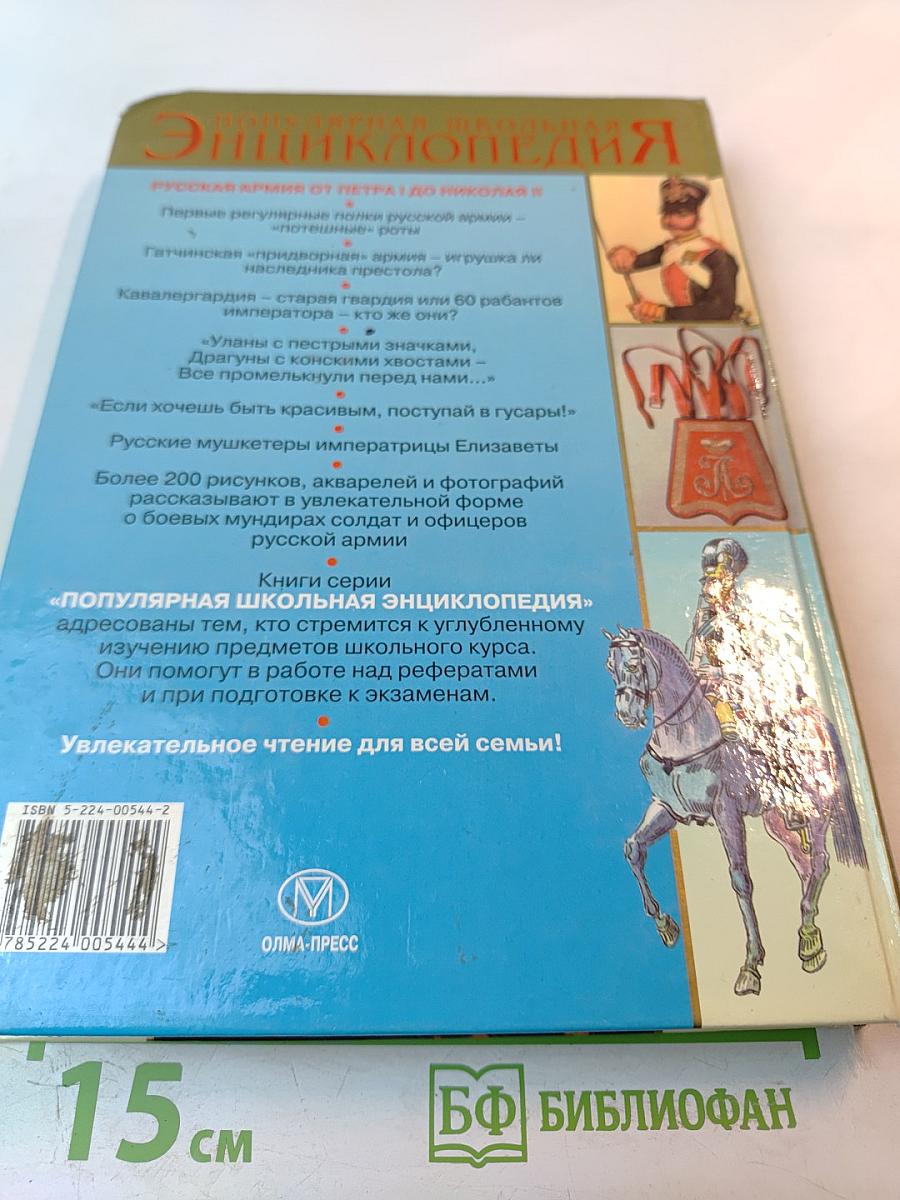 ПОПУЛЯРНАЯ ШКОЛЬНАЯ
ЭНЦИКЛОПЕДИЯ
РУССКАЯ АРМИЯ ОТ ПЕТРА I ДО НИКОЛАЯ II
Первые регулярные полки русской армии –
«потешные» роты
Гатчинская «придворная» армия – игрушка ли
наследника престола?
Кавалергардия – старая гвардия или 60 рабантов
императора – кто же они?
«Уланы с пестрыми значками,
Драгуны с конскими хвостами –
Все промелькнули перед нами...»
«Если хочешь быть красивым, поступай в гусары!»
Русские мушкетеры императрицы Елизаветы
Более 200 рисунков, акварелей и фотографий
рассказывают в увлекательной форме
о боевых мундирах солдат и офицеров
русской армии
Книги серии
«ПОПУЛЯРНАЯ ШКОЛЬНАЯ ЭНЦИКЛОПЕДИЯ»
адресованы тем, кто стремится к углубленному
изучению предметов школьного курса.
Они помогут в работе над рефератами
и при подготовке к экзаменам.
Увлекательное чтение для всей семьи!
ISBN 5-224-00544-2
785224 005444 >
ОЛМА-ПРЕСС
15 см
БФ БИБЛИОФАН